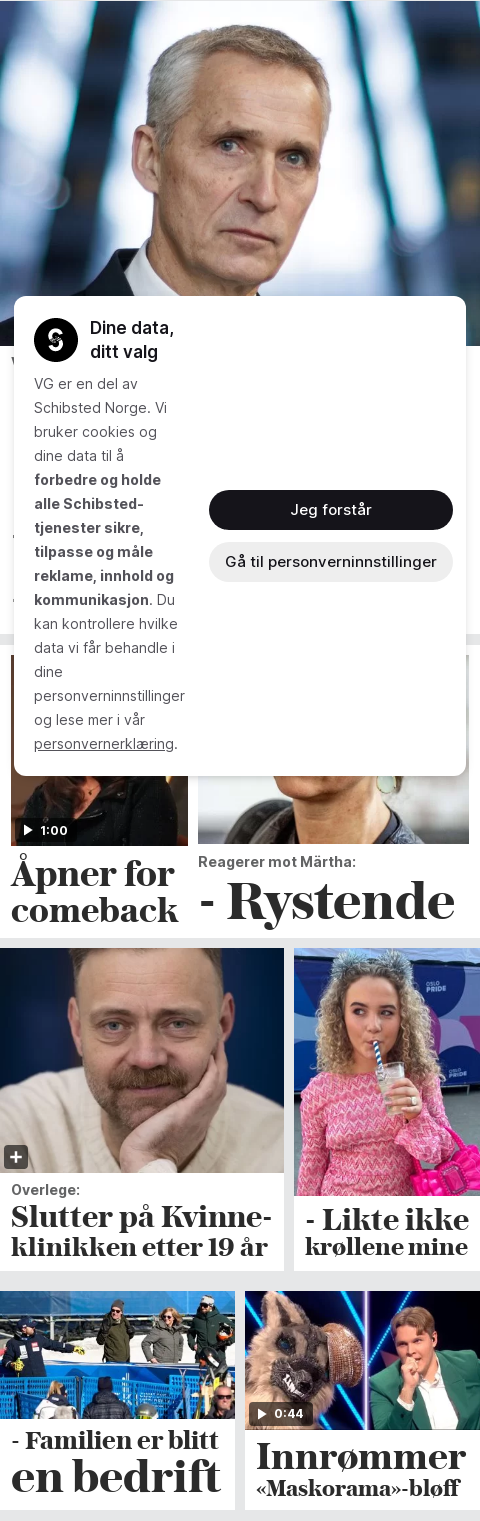 Dine data,
ditt valg
VG er en del av
Schibsted Norge. Vi
bruker cookies og
dine data til å
forbedre og holde
alle Schibsted-
tjenester sikre,
tilpasse og måle
reklame, innhold og
kommunikasjon. Du
kan kontrollere hvilke
data vi får behandle i
dine
personverninnstillinger
og lese mer i vår
personvernerklæring.
Jeg forstår
Gå til personverninnstillinger
1:00
Åpner for
comeback
Reagerer mot Märtha:
- Rystende
OSLO
PRIDE
Overlege:
Slutter på Kvinne-
klinikken etter 19 år
- Likte ikke
krøllene mine
- Familien er blitt
en bedrift
0:44
Innrømmer
«Maskorama»-bløff